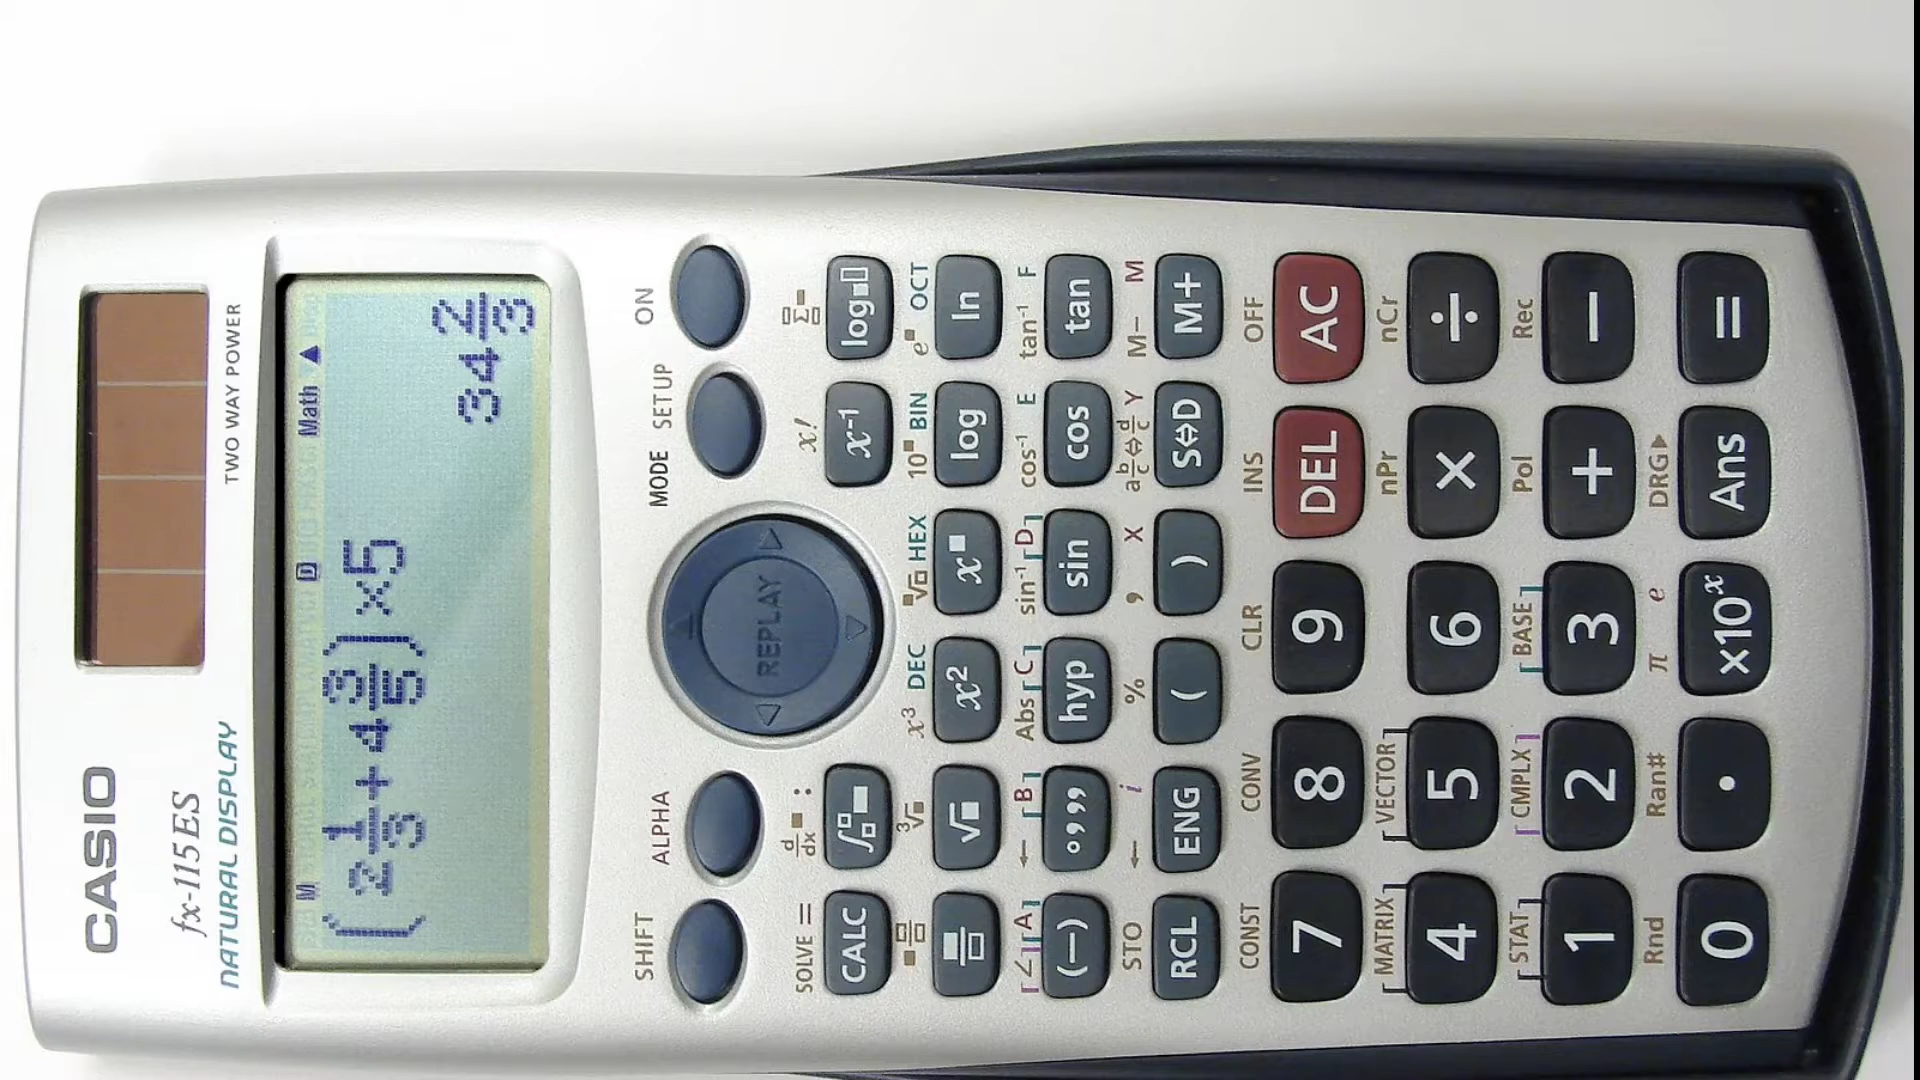 CASIO
fx-115ES
NATURAL DISPLAY
TWO WAY POWER
M D Math ▲
(2 1/3 + 4 3/5)×5
34 2/3
SHIFT ALPHA MODE SETUP ON
REPLAY
SOLVE = d/dx■ : x! Σ
CALC ∫ x⁻¹ log
³√ x³ DEC ■√ HEX 10■ BIN e■ OCT
√■ x² x■ log ln
∠ A ← B Abs C sin⁻¹ D cos⁻¹ E tan⁻¹ F
(−) °’’’ hyp sin cos tan
STO ← i % , X a b/c⇔d/c Y M− M
RCL ENG ( ) S⇔D M+
CONST CONV CLR INS OFF
7 8 9 DEL AC
MATRIX VECTOR nPr nCr
4 5 6 × ÷
STAT CMPLX BASE Pol Rec
1 2 3 + −
Rnd Ran# π e DRG▶
0 . ×10ˣ Ans =